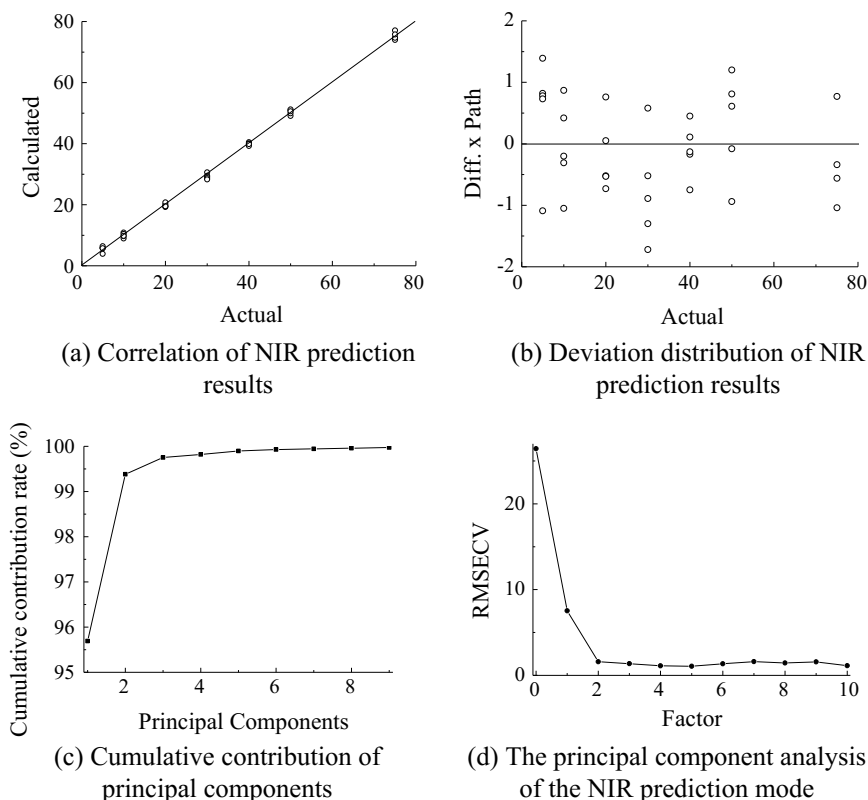 80
60
40
20
0
Calculated
0
20
40
60
80
Actual
(a) Correlation of NIR prediction
results
2
1
0
-1
-2
Diff. x Path
0
20
40
60
80
Actual
(b) Deviation distribution of NIR
prediction results
100
99
98
97
96
95
Cumulative contribution rate (%)
2
4
6
8
Principal Components
(c) Cumulative contribution of
principal components
20
10
0
RMSECV
0
2
4
6
8
10
Factor
(d) The principal component analysis
of the NIR prediction mode